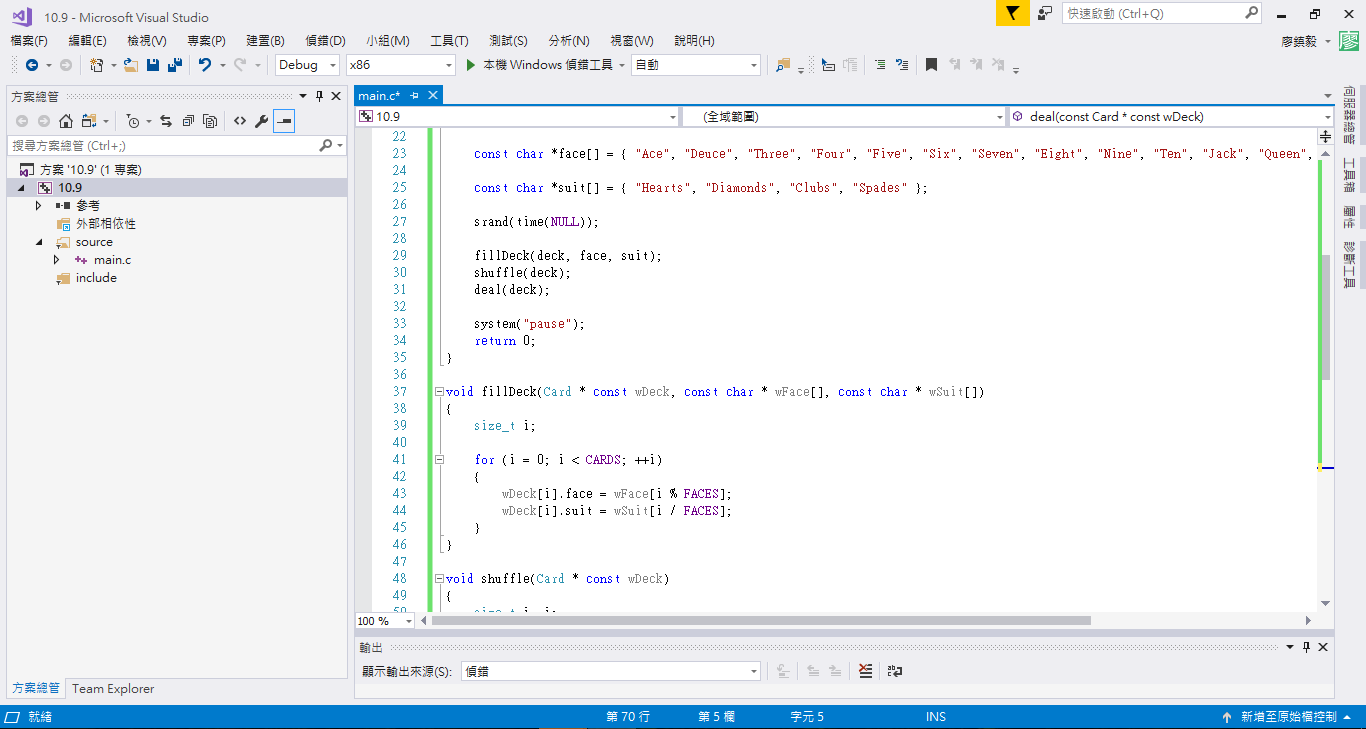 10.9 - Microsoft Visual Studio
快速啟動 (Ctrl+Q)
檔案(F) 編輯(E) 檢視(V) 專案(P) 建置(B) 偵錯(D) 小組(M) 工具(T) 測試(S) 分析(N) 視窗(W) 說明(H)
Debug x86 本機 Windows 偵錯工具 自動
方案總管
搜尋方案總管 (Ctrl+;)
方案 '10.9' (1 專案)
10.9
參考
外部相依性
source
main.c
include
方案總管 Team Explorer
main.c*
10.9 (全域範圍) deal(const Card * const wDeck)
22
23 const char *face[] = { "Ace", "Deuce", "Three", "Four", "Five", "Six", "Seven", "Eight", "Nine", "Ten", "Jack", "Queen",
24
25 const char *suit[] = { "Hearts", "Diamonds", "Clubs", "Spades" };
26
27 srand(time(NULL));
28
29 fillDeck(deck, face, suit);
30 shuffle(deck);
31 deal(deck);
32
33 system("pause");
34 return 0;
35 }
36
37 void fillDeck(Card * const wDeck, const char * wFace[], const char * wSuit[])
38 {
39 size_t i;
40
41 for (i = 0; i < CARDS; ++i)
42 {
43 wDeck[i].face = wFace[i % FACES];
44 wDeck[i].suit = wSuit[i / FACES];
45 }
46 }
47
48 void shuffle(Card * const wDeck)
49 {
100 %
輸出
顯示輸出來源(S): 偵錯
伺服器總管
工具箱
屬性
診斷工具
就緒 第 70 行 第 5 欄 字元 5 INS 新增至原始檔控制